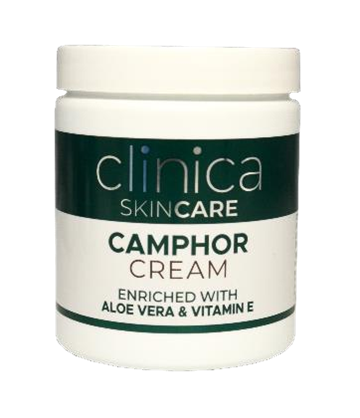 clinica
SKINCARE
CAMPHOR
CREAM
ENRICHED WITH
ALOE VERA & VITAMIN E